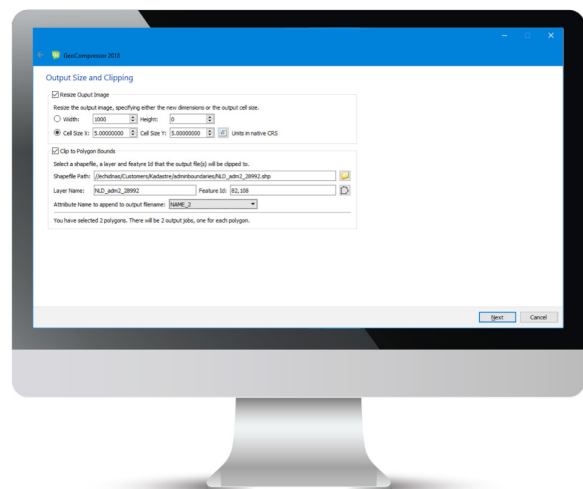 GeoCompressor 2018
Output Size and Clipping
Resize Ouput Image
Resize the output image, specifying either the new dimensions or the output cell size.
Width: 1000 Height: 0
Cell Size X: 5.00000000 Cell Size Y: 5.00000000 Units in native CRS
Clip to Polygon Bounds
Select a shapefile, a layer and featyre Id that the output file(s) will be clipped to.
Shapefile Path: //echidnas/Customers/Kadastre/adminboundaries/NLD_adm2_28992.shp
Layer Name: NLD_adm2_28992 Feature Id: 82,108
Attribute Name to append to output filename: NAME_2
You have selected 2 polygons. There will be 2 output jobs, one for each polygon.
Next Cancel